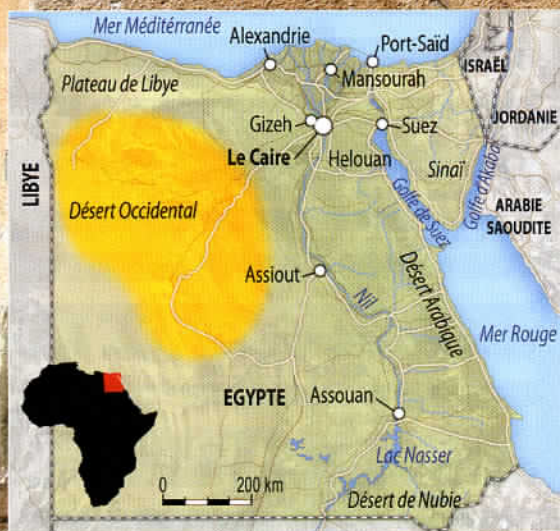 Mer Méditérranée
Alexandrie
Port-Saïd
ISRAËL
Plateau de Libye
Mansourah
JORDANIE
Gizeh
Suez
Le Caire
Helouan
Sinaï
Golfe d'Akaba
LIBYE
Désert Occidental
Golfe de Suez
ARABIE
SAOUDITE
Assiout
Nil
Désert Arabique
Mer Rouge
EGYPTE
Assouan
Lac Nasser
0
200 km
Désert de Nubie